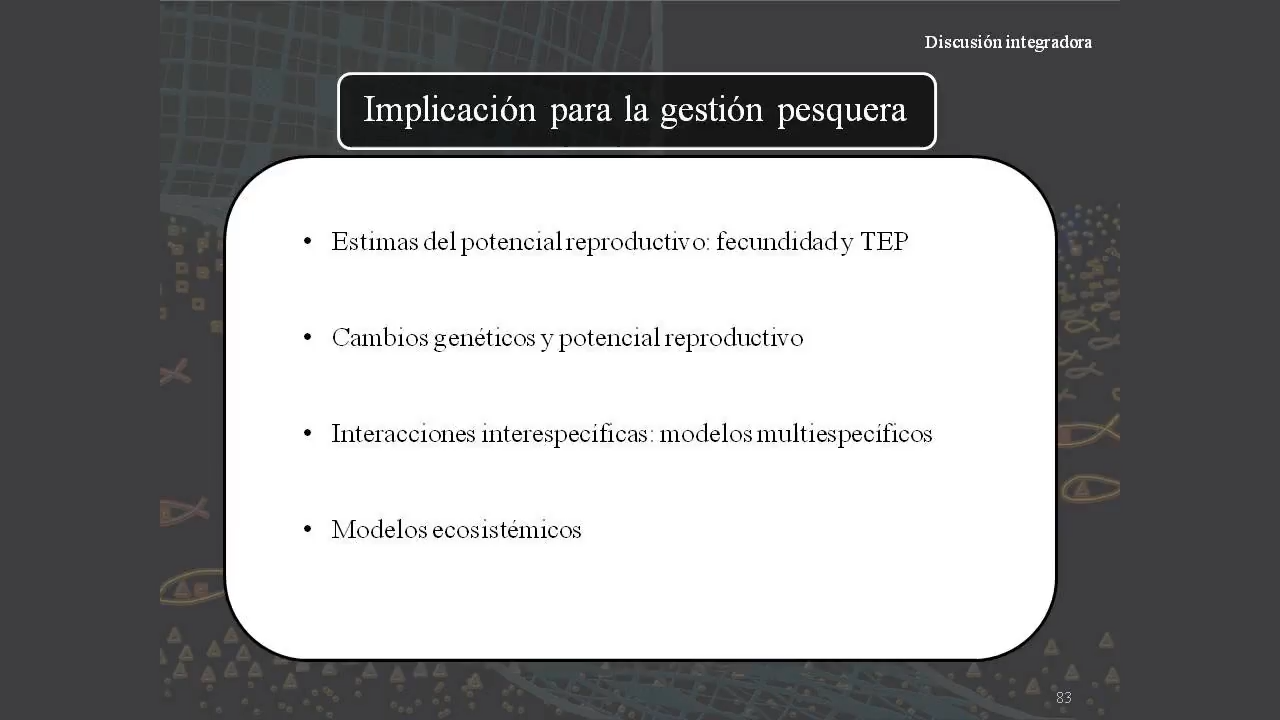 Discusión integradora
Implicación para la gestión pesquera
• Estimas del potencial reproductivo: fecundidad y TEP
• Cambios genéticos y potencial reproductivo
• Interacciones interespecíficas: modelos multiespecíficos
• Modelos ecosistémicos
83